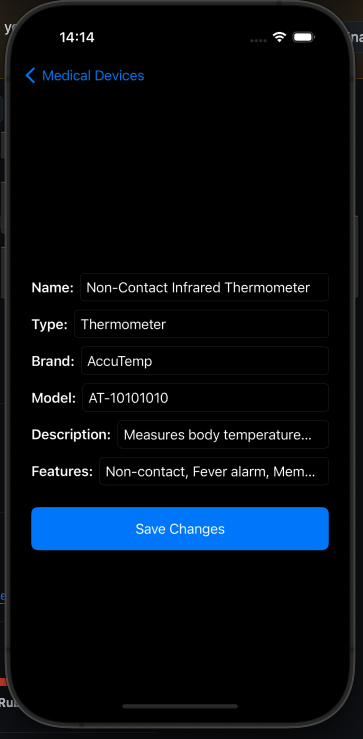 14:14
Medical Devices
Name: Non-Contact Infrared Thermometer
Type: Thermometer
Brand: AccuTemp
Model: AT-10101010
Description: Measures body temperature...
Features: Non-contact, Fever alarm, Mem...
Save Changes